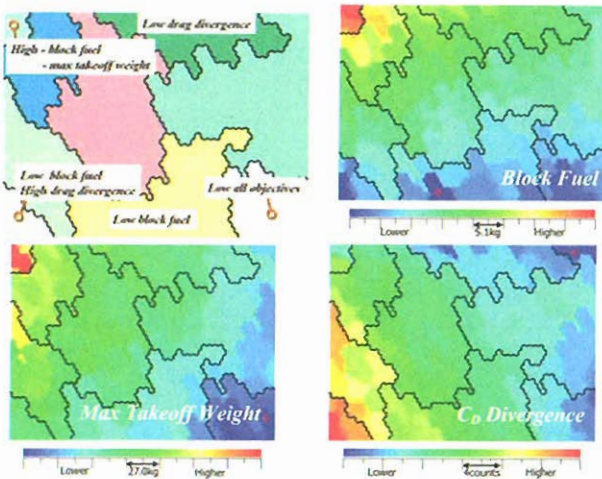 Low drag divergence
High - block fuel
- max takeoff weight
Low block fuel
High drag divergence
Low all objectives
Low block fuel
Block Fuel
Lower 5.1kg Higher
Max Takeoff Weight
Lower 27.0kg Higher
C_D Divergence
Lower counts Higher